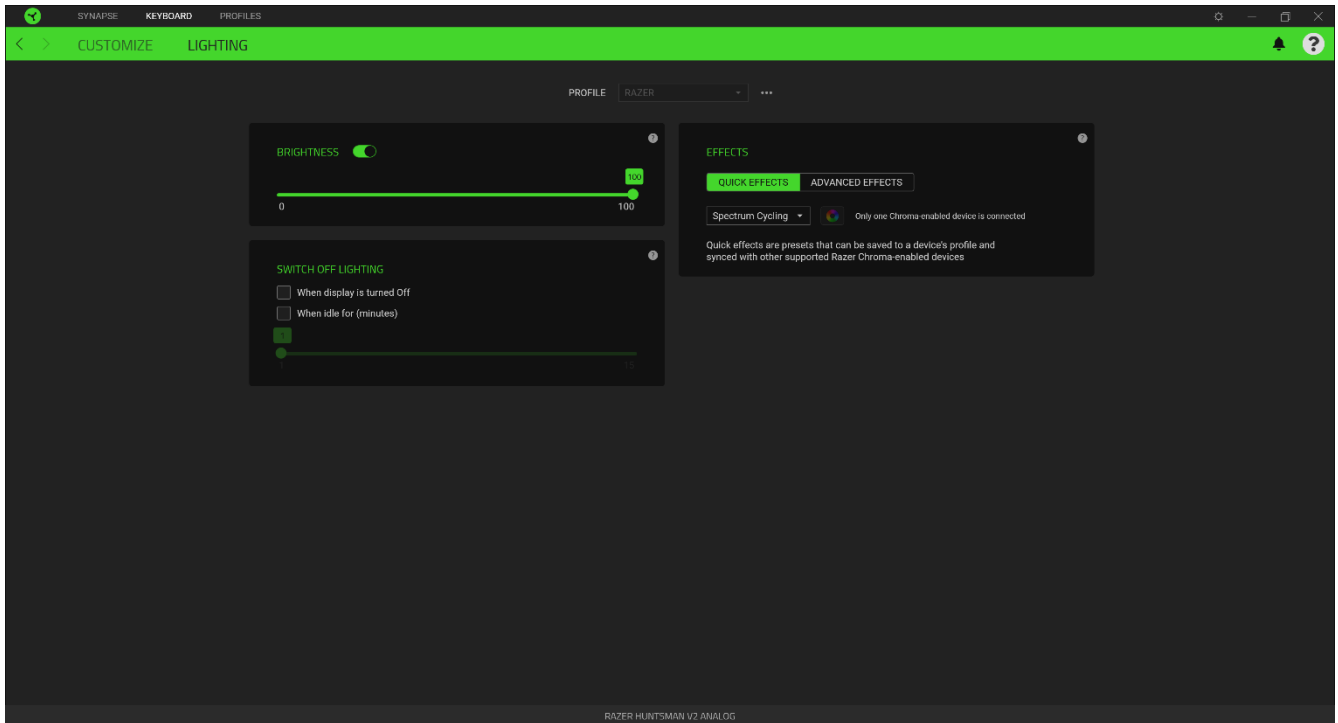 SYNAPSE KEYBOARD PROFILES
CUSTOMIZE LIGHTING
?
PROFILE RAZER
BRIGHTNESS
?
100
0 100
SWITCH OFF LIGHTING
?
When display is turned Off
When idle for (minutes)
1
1 15
EFFECTS
?
QUICK EFFECTS ADVANCED EFFECTS
Spectrum Cycling Only one Chroma-enabled device is connected
Quick effects are presets that can be saved to a device's profile and
synced with other supported Razer Chroma-enabled devices
RAZER HUNTSMAN V2 ANALOG